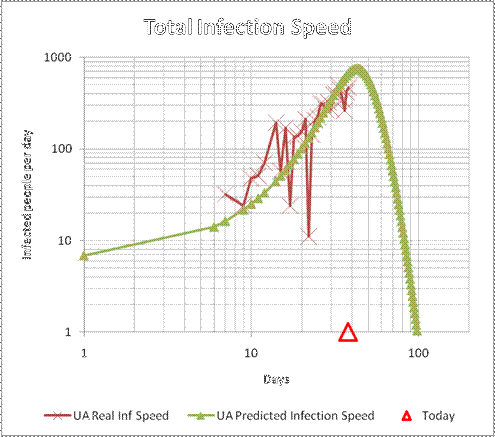 Total Infection Speed
1000
100
10
1
Infected people per day
1
10
100
Days
UA Real Inf Speed
UA Predicted Infection Speed
Today